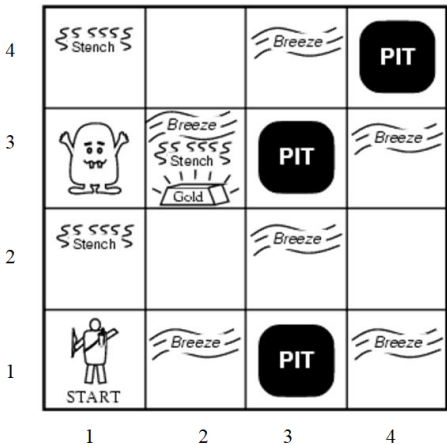 4
Stench
Breeze
PIT
3
Breeze
Stench
Gold
PIT
Breeze
2
Stench
Breeze
1
START
Breeze
PIT
Breeze
1 2 3 4